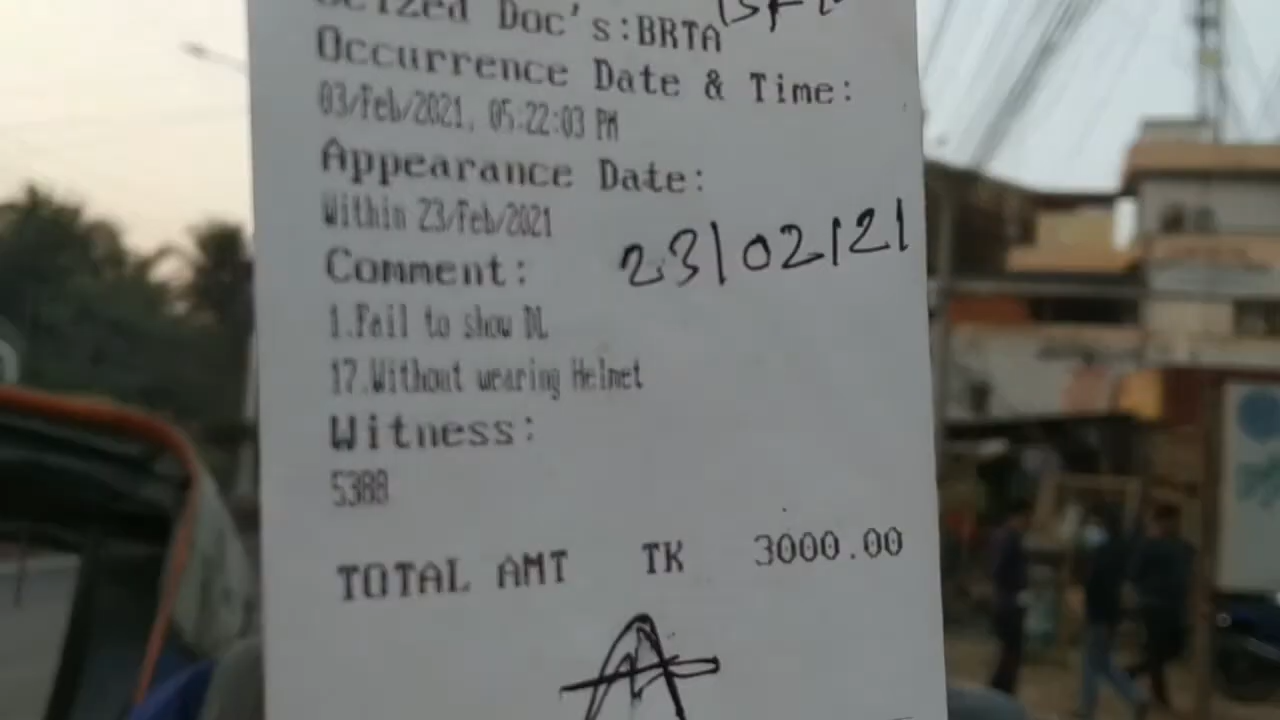 Seized Doc's:BRTA
Occurrence Date & Time:
03/Feb/2021, 05:22:03 PM
Appearance Date:
Within 23/Feb/2021
23/02/21
Comment:
1.Fail to show DL
17.Without wearing Helmet
Witness:
5388
TOTAL AMT TK 3000.00